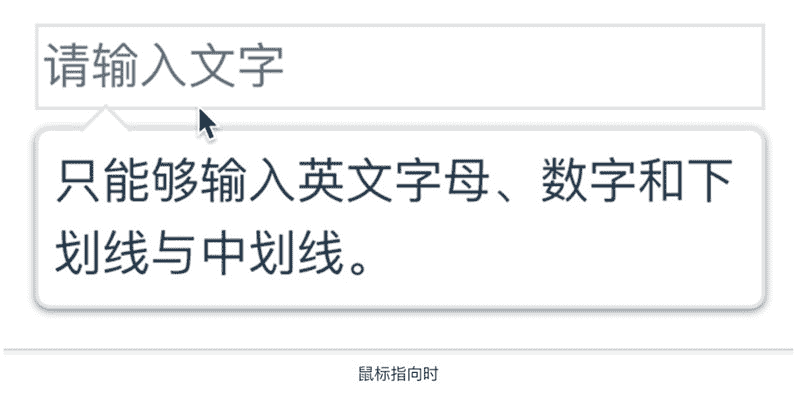 请输入文字
只能够输入英文字母、数字和下
划线与中划线。
鼠标指向时